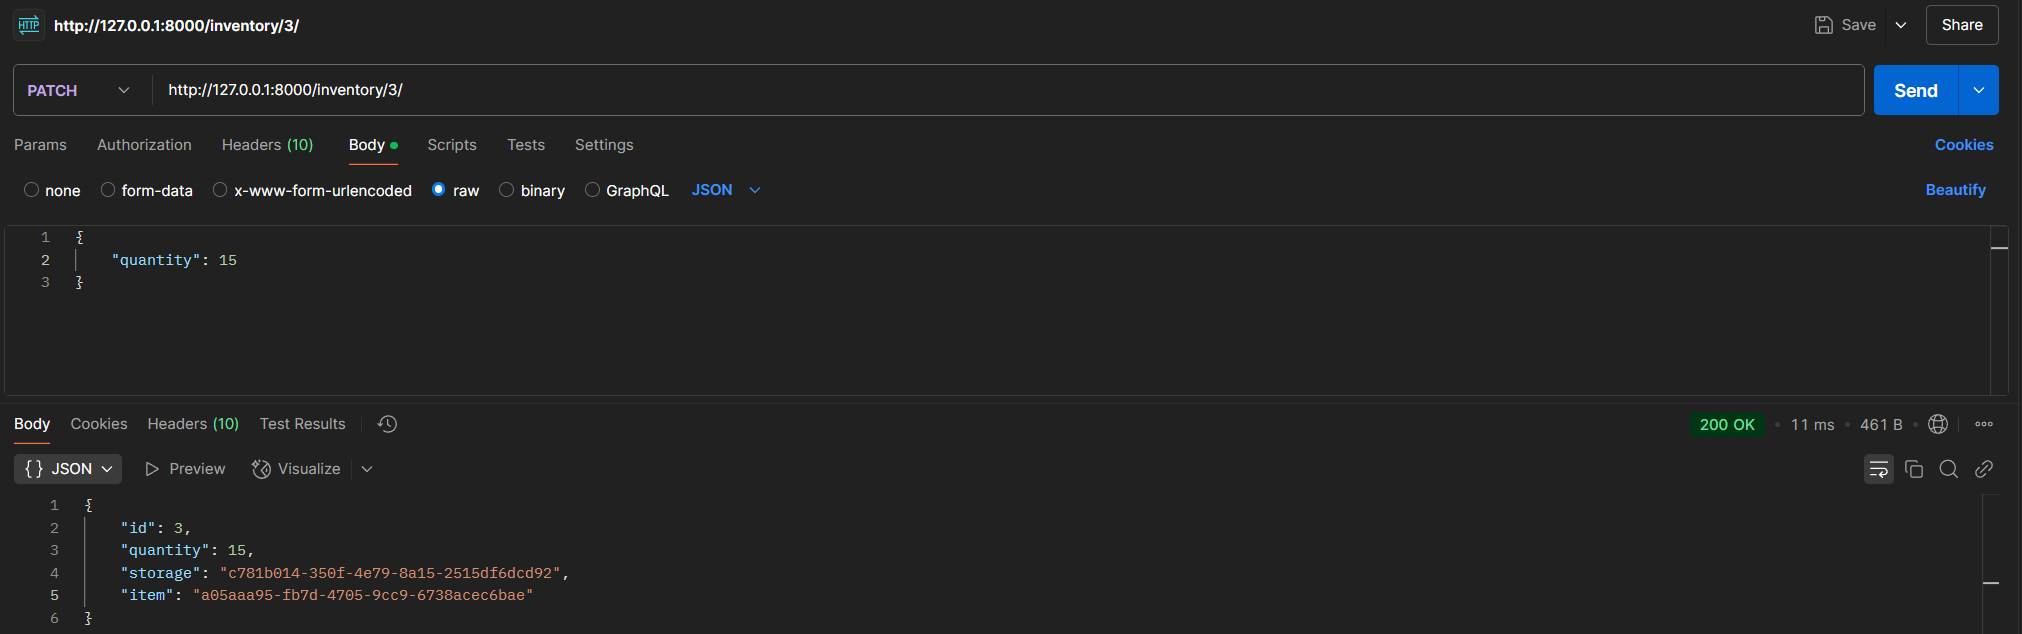 HTTP http://127.0.0.1:8000/inventory/3/ Save Share
PATCH http://127.0.0.1:8000/inventory/3/ Send
Params Authorization Headers (10) Body Scripts Tests Settings Cookies
none form-data x-www-form-urlencoded raw binary GraphQL JSON Beautify
1 {
2 "quantity": 15
3 }
Body Cookies Headers (10) Test Results 200 OK • 11 ms • 461 B •
{} JSON Preview Visualize
1 {
2 "id": 3,
3 "quantity": 15,
4 "storage": "c781b014-350f-4e79-8a15-2515df6dcd92",
5 "item": "a05aaa95-fb7d-4705-9cc9-6738acec6bae"
6 }